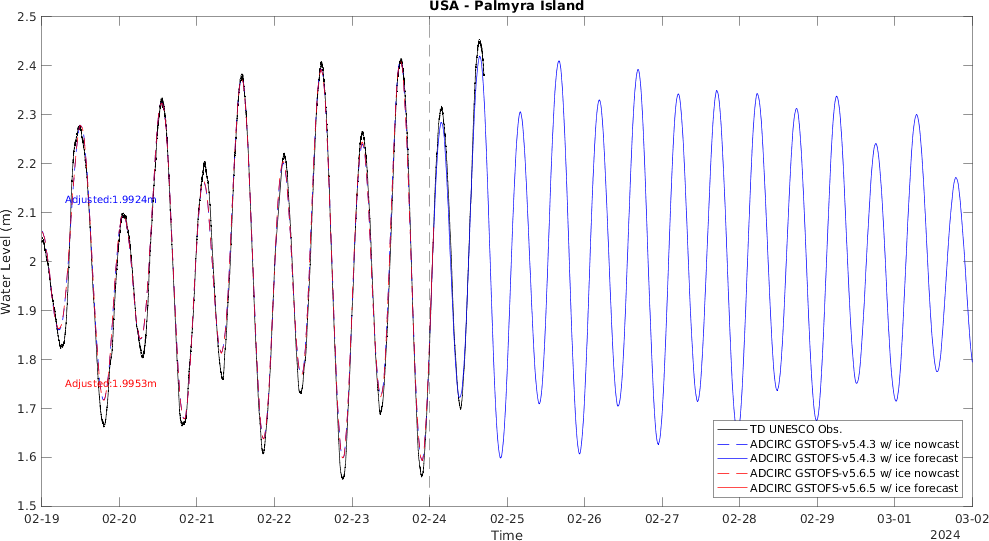 USA - Palmyra Island
2.5
2.4
2.3
2.2
2.1
2
1.9
1.8
1.7
1.6
1.5
Water Level (m)
Adjusted:1.9924m
Adjusted:1.9953m
TD UNESCO Obs.
ADCIRC GSTOFS-v5.4.3 w/ ice nowcast
ADCIRC GSTOFS-v5.4.3 w/ ice forecast
ADCIRC GSTOFS-v5.6.5 w/ ice nowcast
ADCIRC GSTOFS-v5.6.5 w/ ice forecast
02-19 02-20 02-21 02-22 02-23 02-24 02-25 02-26 02-27 02-28 02-29 03-01 03-02
Time
2024